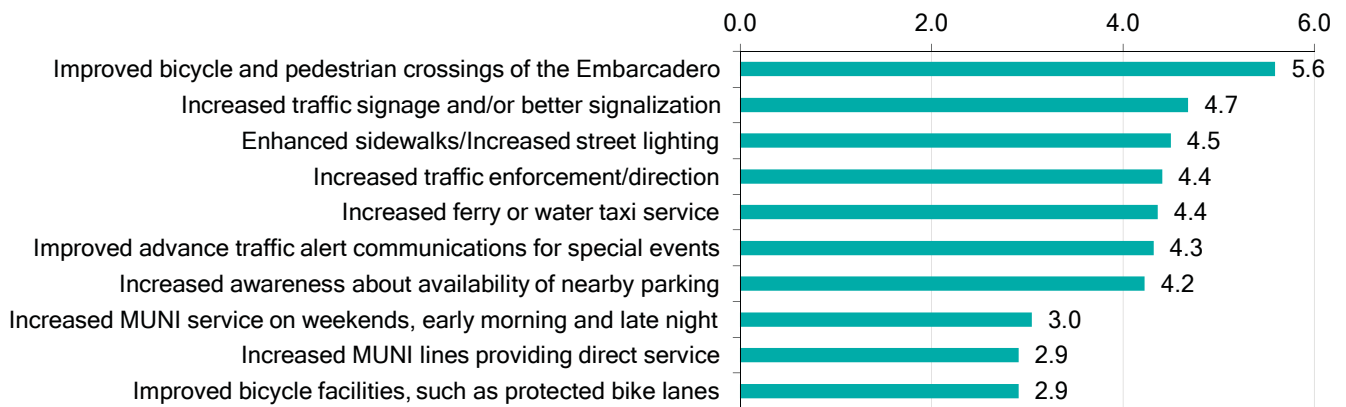 0.0 2.0 4.0 6.0
Improved bicycle and pedestrian crossings of the Embarcadero 5.6
Increased traffic signage and/or better signalization 4.7
Enhanced sidewalks/Increased street lighting 4.5
Increased traffic enforcement/direction 4.4
Increased ferry or water taxi service 4.4
Improved advance traffic alert communications for special events 4.3
Increased awareness about availability of nearby parking 4.2
Increased MUNI service on weekends, early morning and late night 3.0
Increased MUNI lines providing direct service 2.9
Improved bicycle facilities, such as protected bike lanes 2.9